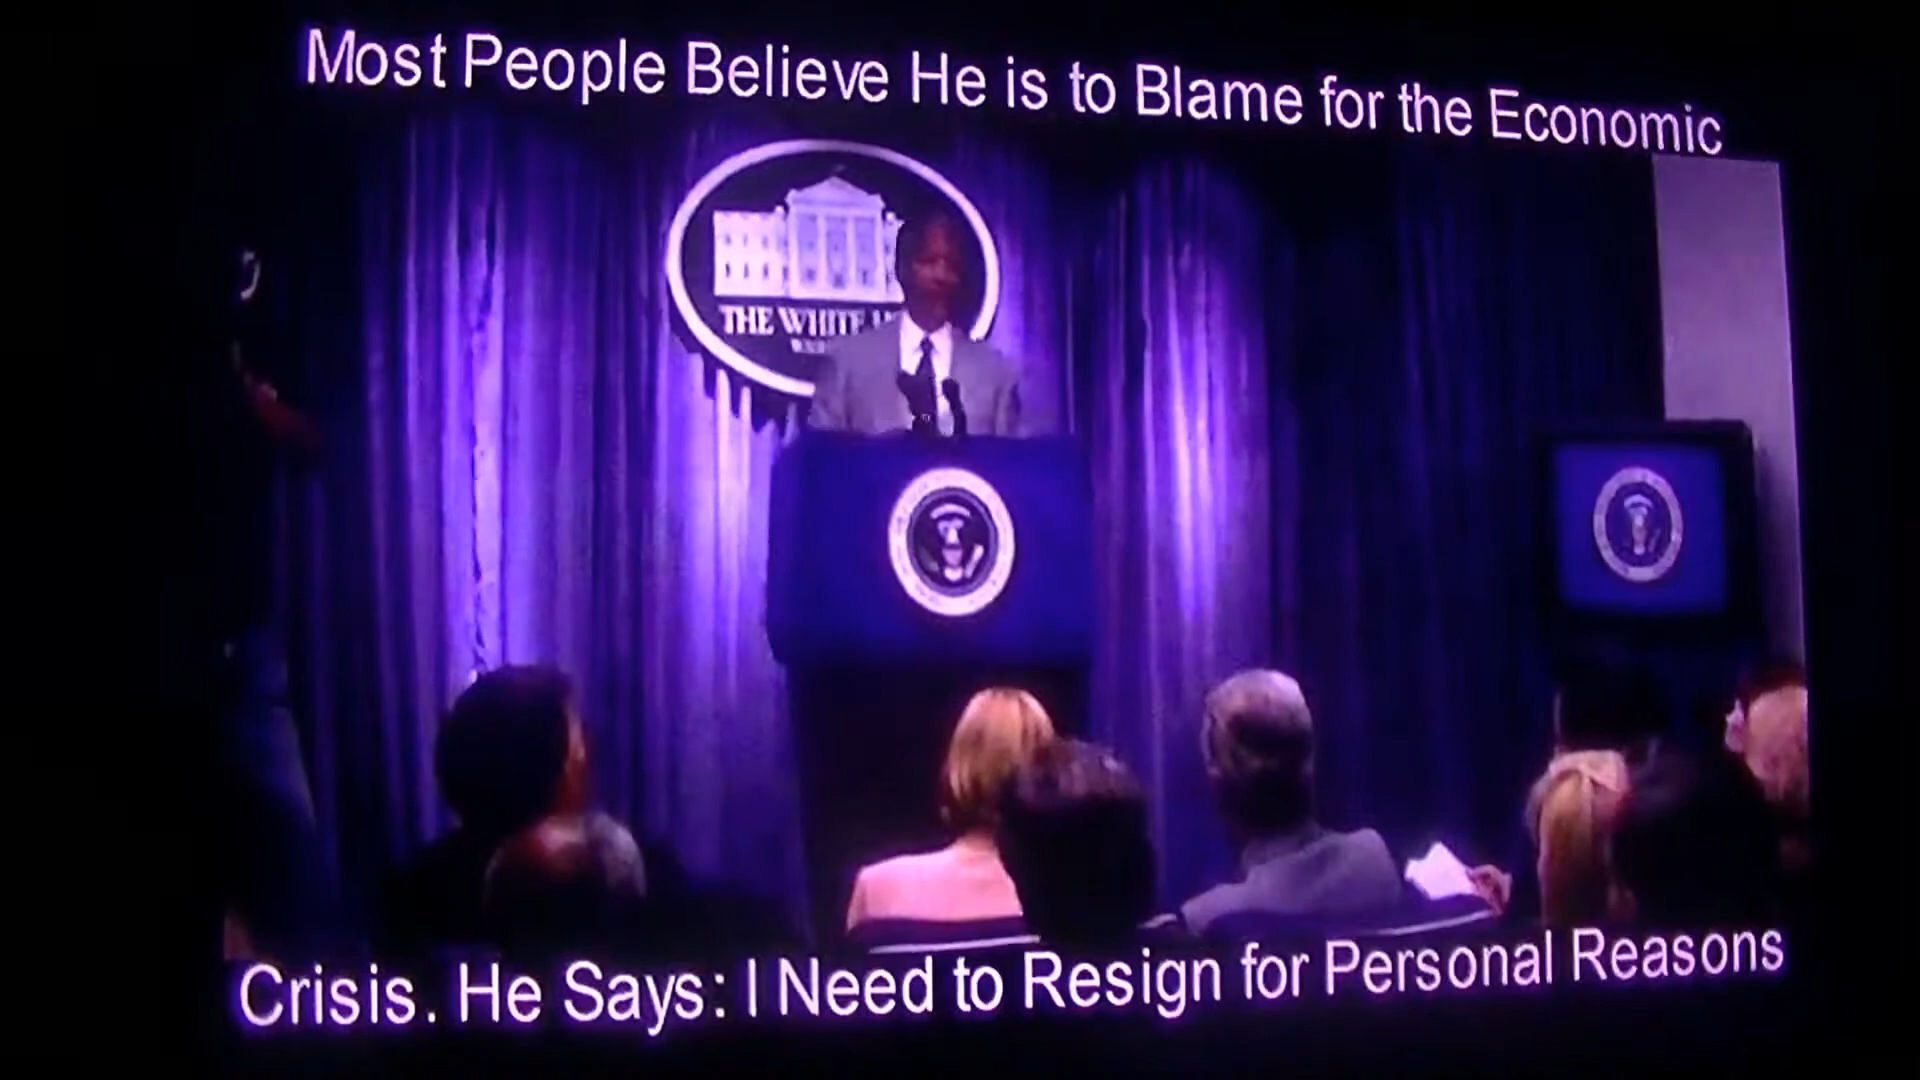 Most People Believe He is to Blame for the Economic
THE WHITE
Crisis. He Says: I Need to Resign for Personal Reasons